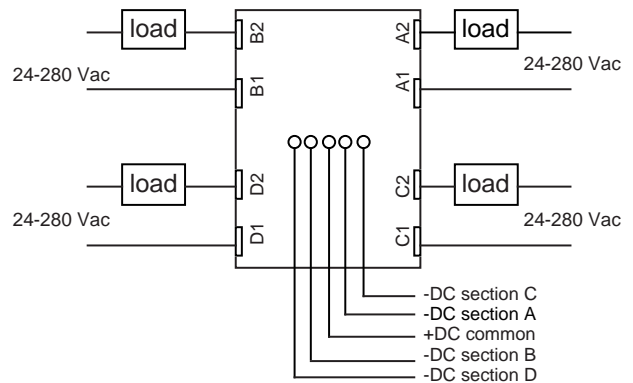 load
B2
A2
load
24-280 Vac
B1
A1
24-280 Vac
load
D2
C2
load
24-280 Vac
D1
C1
24-280 Vac
-DC section C
-DC section A
+DC common
-DC section B
-DC section D